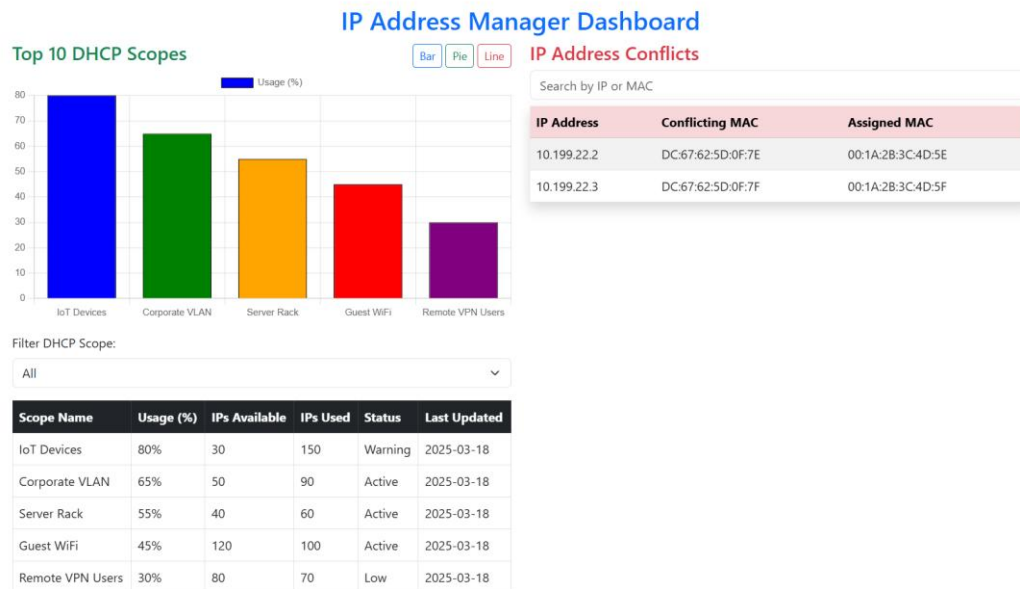 IP Address Manager Dashboard
Top 10 DHCP Scopes
Bar Pie Line
Usage (%)
80
70
60
50
40
30
20
10
0
IoT Devices Corporate VLAN Server Rack Guest WiFi Remote VPN Users
Filter DHCP Scope:
All
Scope Name Usage (%) IPs Available IPs Used Status Last Updated
IoT Devices 80% 30 150 Warning 2025-03-18
Corporate VLAN 65% 50 90 Active 2025-03-18
Server Rack 55% 40 60 Active 2025-03-18
Guest WiFi 45% 120 100 Active 2025-03-18
Remote VPN Users 30% 80 70 Low 2025-03-18
IP Address Conflicts
Search by IP or MAC
IP Address Conflicting MAC Assigned MAC
10.199.22.2 DC:67:62:5D:0F:7E 00:1A:2B:3C:4D:5E
10.199.22.3 DC:67:62:5D:0F:7F 00:1A:2B:3C:4D:5F